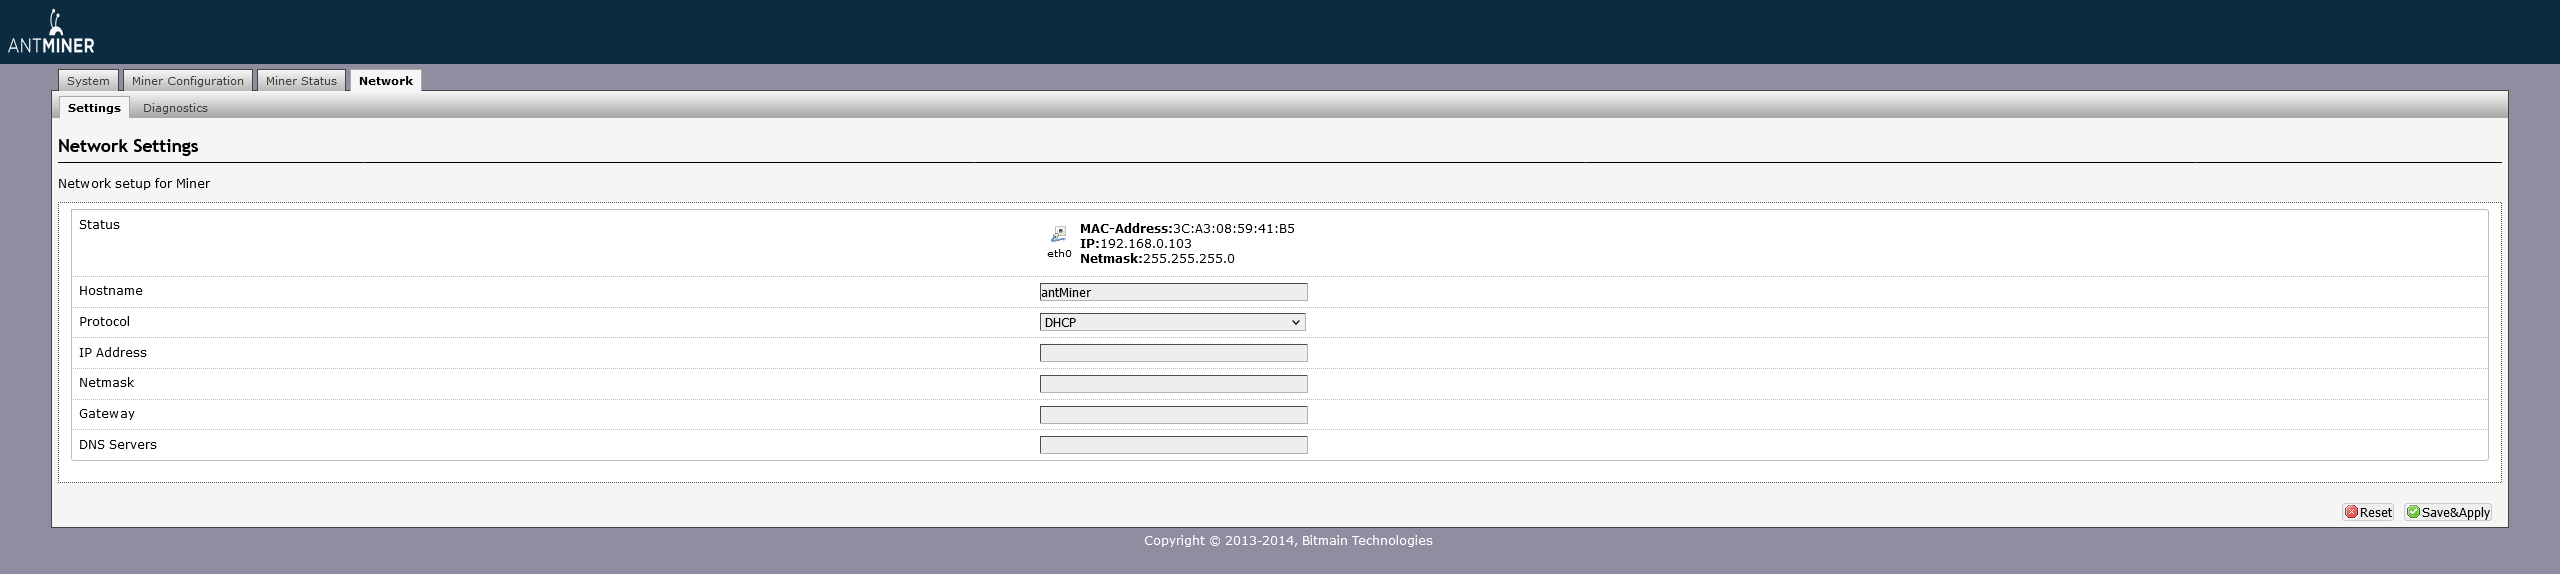 ANTMINER
System Miner Configuration Miner Status Network
Settings Diagnostics
Network Settings
Network setup for Miner
Status
eth0
MAC-Address:3C:A3:08:59:41:B5
IP:192.168.0.103
Netmask:255.255.255.0
Hostname antMiner
Protocol DHCP
IP Address
Netmask
Gateway
DNS Servers
Reset Save&Apply
Copyright © 2013-2014, Bitmain Technologies